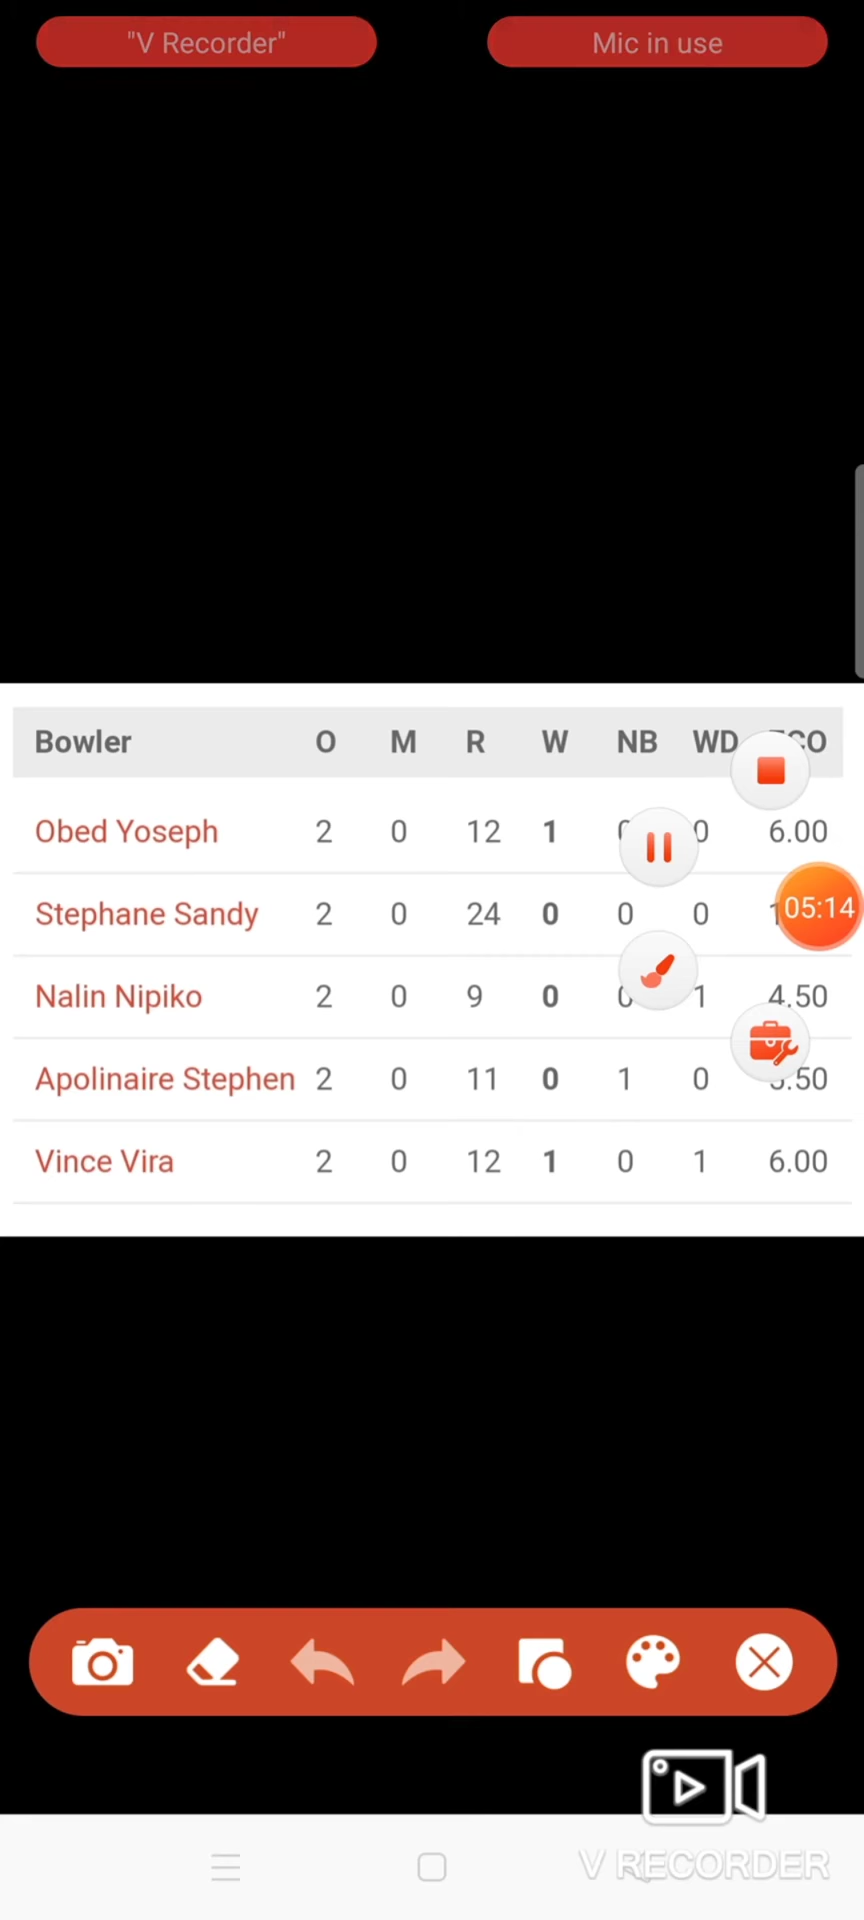 "V Recorder" Mic in use
Bowler O M R W NB WD
Obed Yoseph 2 0 12 1 0 6.00
Stephane Sandy 2 0 24 0 0 0 05:14
Nalin Nipiko 2 0 9 0 0 1 4.50
Apolinaire Stephen 2 0 11 0 1 0 .50
Vince Vira 2 0 12 1 0 1 6.00
V RECORDER